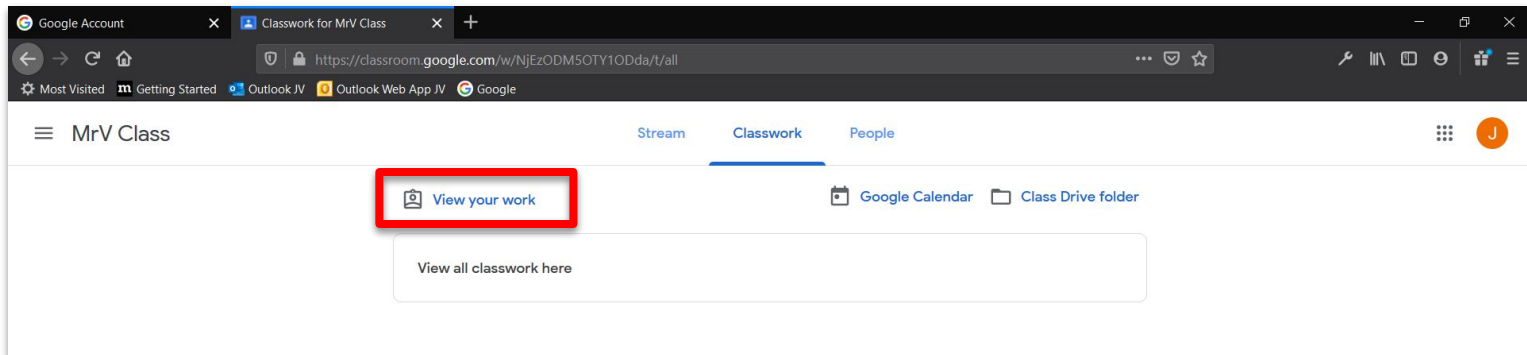 Google Account Classwork for MrV Class
https://classroom.google.com/w/NjEzODM5OTY1ODda/t/all
Most Visited m Getting Started Outlook JV Outlook Web App JV Google
MrV Class Stream Classwork People J
View your work Google Calendar Class Drive folder
View all classwork here